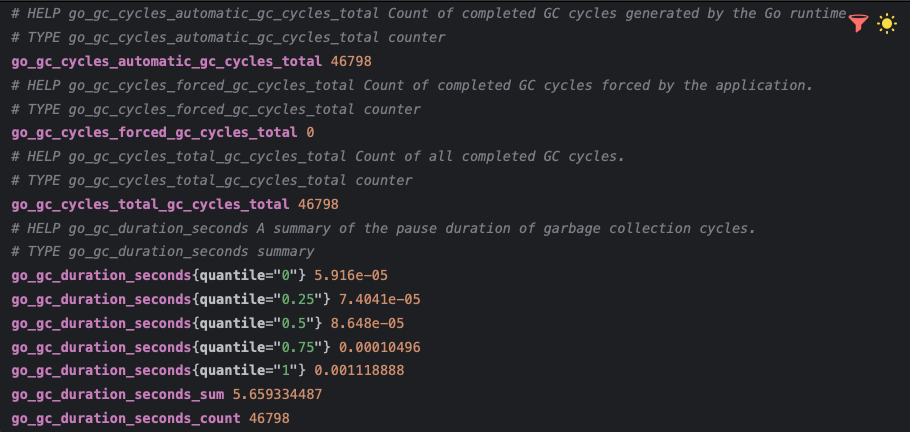 # HELP go_gc_cycles_automatic_gc_cycles_total Count of completed GC cycles generated by the Go runtime.
# TYPE go_gc_cycles_automatic_gc_cycles_total counter
go_gc_cycles_automatic_gc_cycles_total 46798
# HELP go_gc_cycles_forced_gc_cycles_total Count of completed GC cycles forced by the application.
# TYPE go_gc_cycles_forced_gc_cycles_total counter
go_gc_cycles_forced_gc_cycles_total 0
# HELP go_gc_cycles_total_gc_cycles_total Count of all completed GC cycles.
# TYPE go_gc_cycles_total_gc_cycles_total counter
go_gc_cycles_total_gc_cycles_total 46798
# HELP go_gc_duration_seconds A summary of the pause duration of garbage collection cycles.
# TYPE go_gc_duration_seconds summary
go_gc_duration_seconds{quantile="0"} 5.916e-05
go_gc_duration_seconds{quantile="0.25"} 7.4041e-05
go_gc_duration_seconds{quantile="0.5"} 8.648e-05
go_gc_duration_seconds{quantile="0.75"} 0.00010496
go_gc_duration_seconds{quantile="1"} 0.001118888
go_gc_duration_seconds_sum 5.659334487
go_gc_duration_seconds_count 46798